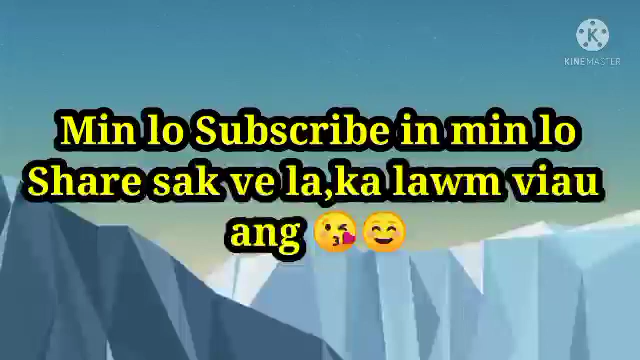 K
KINEMASTER
Min lo Subscribe in min lo
Share sak ve la,ka lawm viau
ang 😘😊